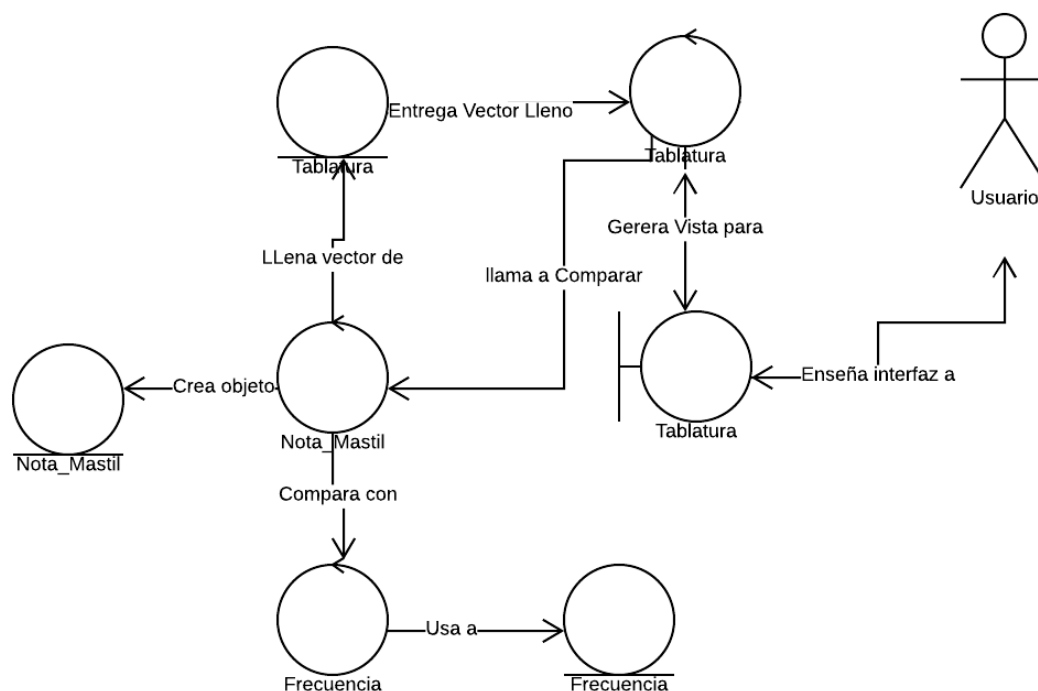 Entrega Vector Lleno
Tablatura
Tablatura
Usuario
Gerera Vista para
LLena vector de
llama a Comparar
Enseña interfaz a
Crea objeto
Tablatura
Nota_Mastil
Nota_Mastil
Compara con
Usa a
Frecuencia
Frecuencia